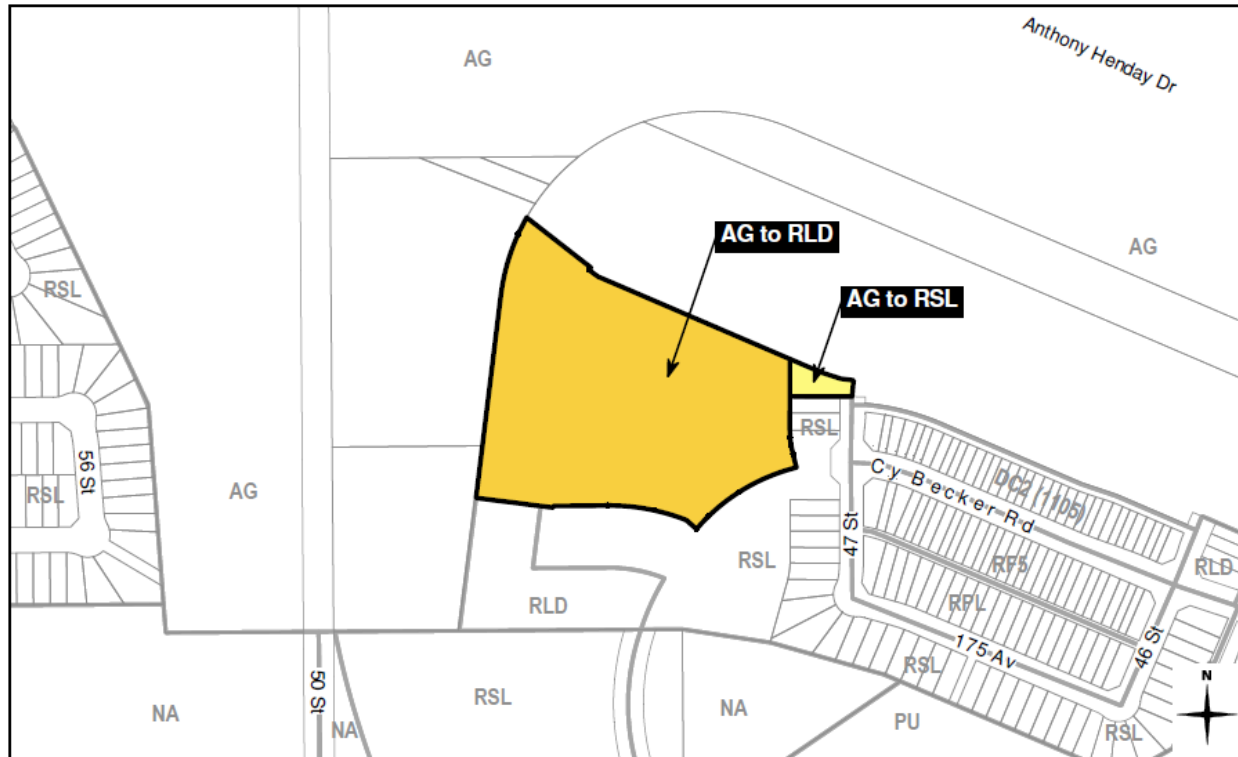 Anthony Henday Dr
AG
AG to RLD
AG
RSL
AG to RSL
RSL
DC2 (1105)
Cy Becker Rd
56 St
RSL
AG
47 St
RSL
RF5
RLD
RLD
RPL
46 St
175 Av
RSL
N
50 St
RSL
NA
NA
NA
PU
RSL